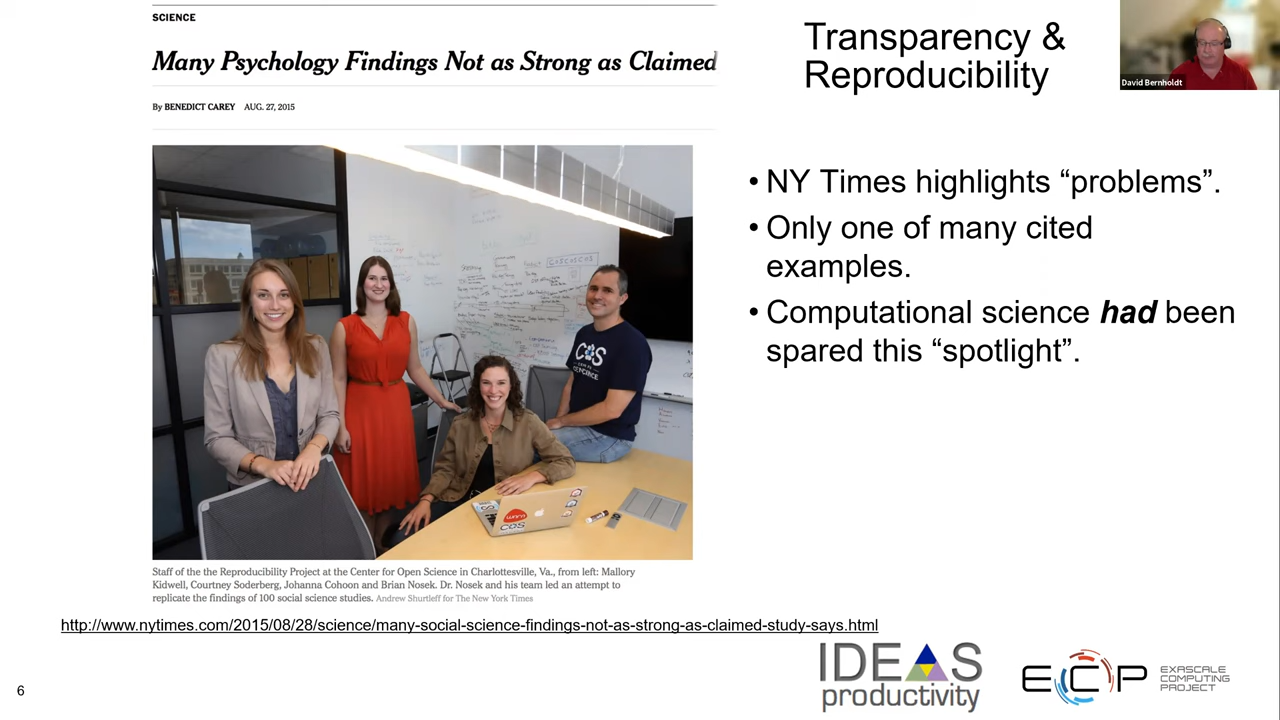 SCIENCE
Many Psychology Findings Not as Strong as Claimed
By BENEDICT CAREY AUG. 27, 2015
Transparency &
Reproducibility
David Bernholdt
• NY Times highlights “problems”.
• Only one of many cited
examples.
• Computational science had been
spared this “spotlight”.
COS
COS
Staff of the the Reproducibility Project at the Center for Open Science in Charlottesville, Va., from left: Mallory
Kidwell, Courtney Soderberg, Johanna Cohoon and Brian Nosek. Dr. Nosek and his team led an attempt to
replicate the findings of 100 social science studies. Andrew Shurtleff for The New York Times
http://www.nytimes.com/2015/08/28/science/many-social-science-findings-not-as-strong-as-claimed-study-says.html
IDEAS
productivity
ECP
EXASCALE
COMPUTING
PROJECT
6